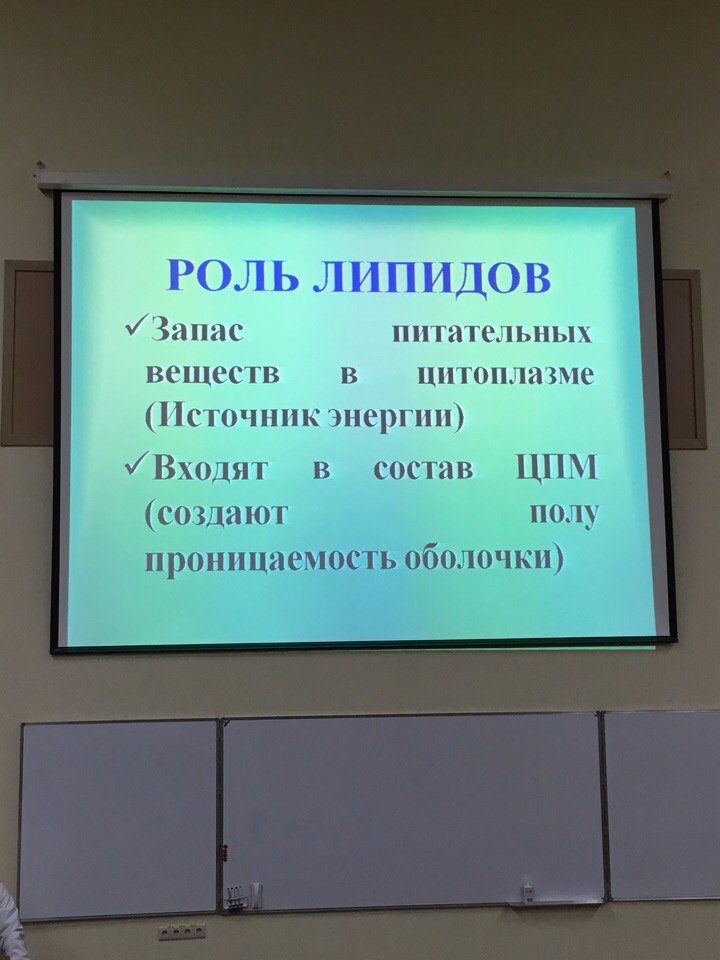 РОЛЬ ЛИПИДОВ
✓Запас питательных
веществ в цитоплазме
(Источник энергии)
✓Входят в состав ЦПМ
(создают полу
проницаемость оболочки)